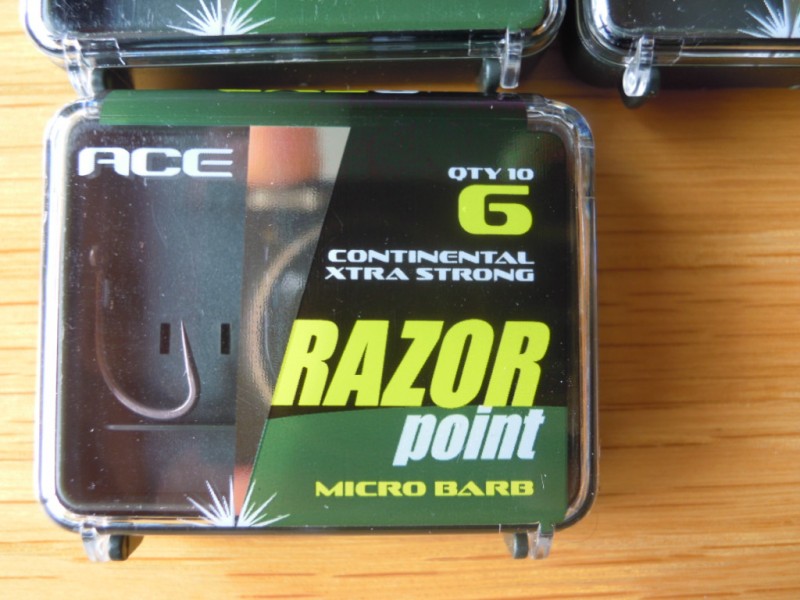 ACE
QTY 10
6
CONTINENTAL
XTRA STRONG
RAZOR
point
MICRO BARB